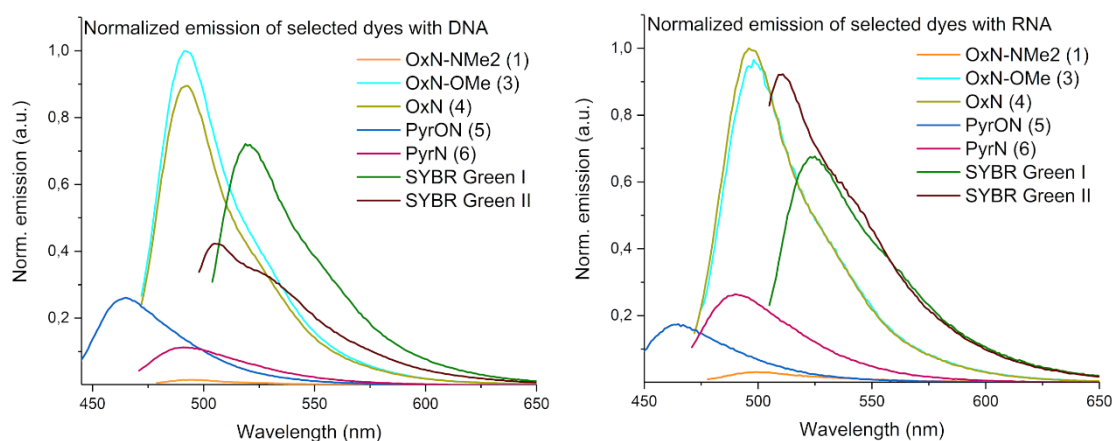 Normalized emission of selected dyes with DNA
1,0
0,8
0,6
0,4
0,2
Norm. emission (a.u.)
OxN-NMe2 (1)
OxN-OMe (3)
OxN (4)
PyrON (5)
PyrN (6)
SYBR Green I
SYBR Green II
450 500 550 600 650
Wavelength (nm)
Normalized emission of selected dyes with RNA
1,0
0,8
0,6
0,4
0,2
Norm. emission (a.u.)
OxN-NMe2 (1)
OxN-OMe (3)
OxN (4)
PyrON (5)
PyrN (6)
SYBR Green I
SYBR Green II
450 500 550 600 650
Wavelength (nm)